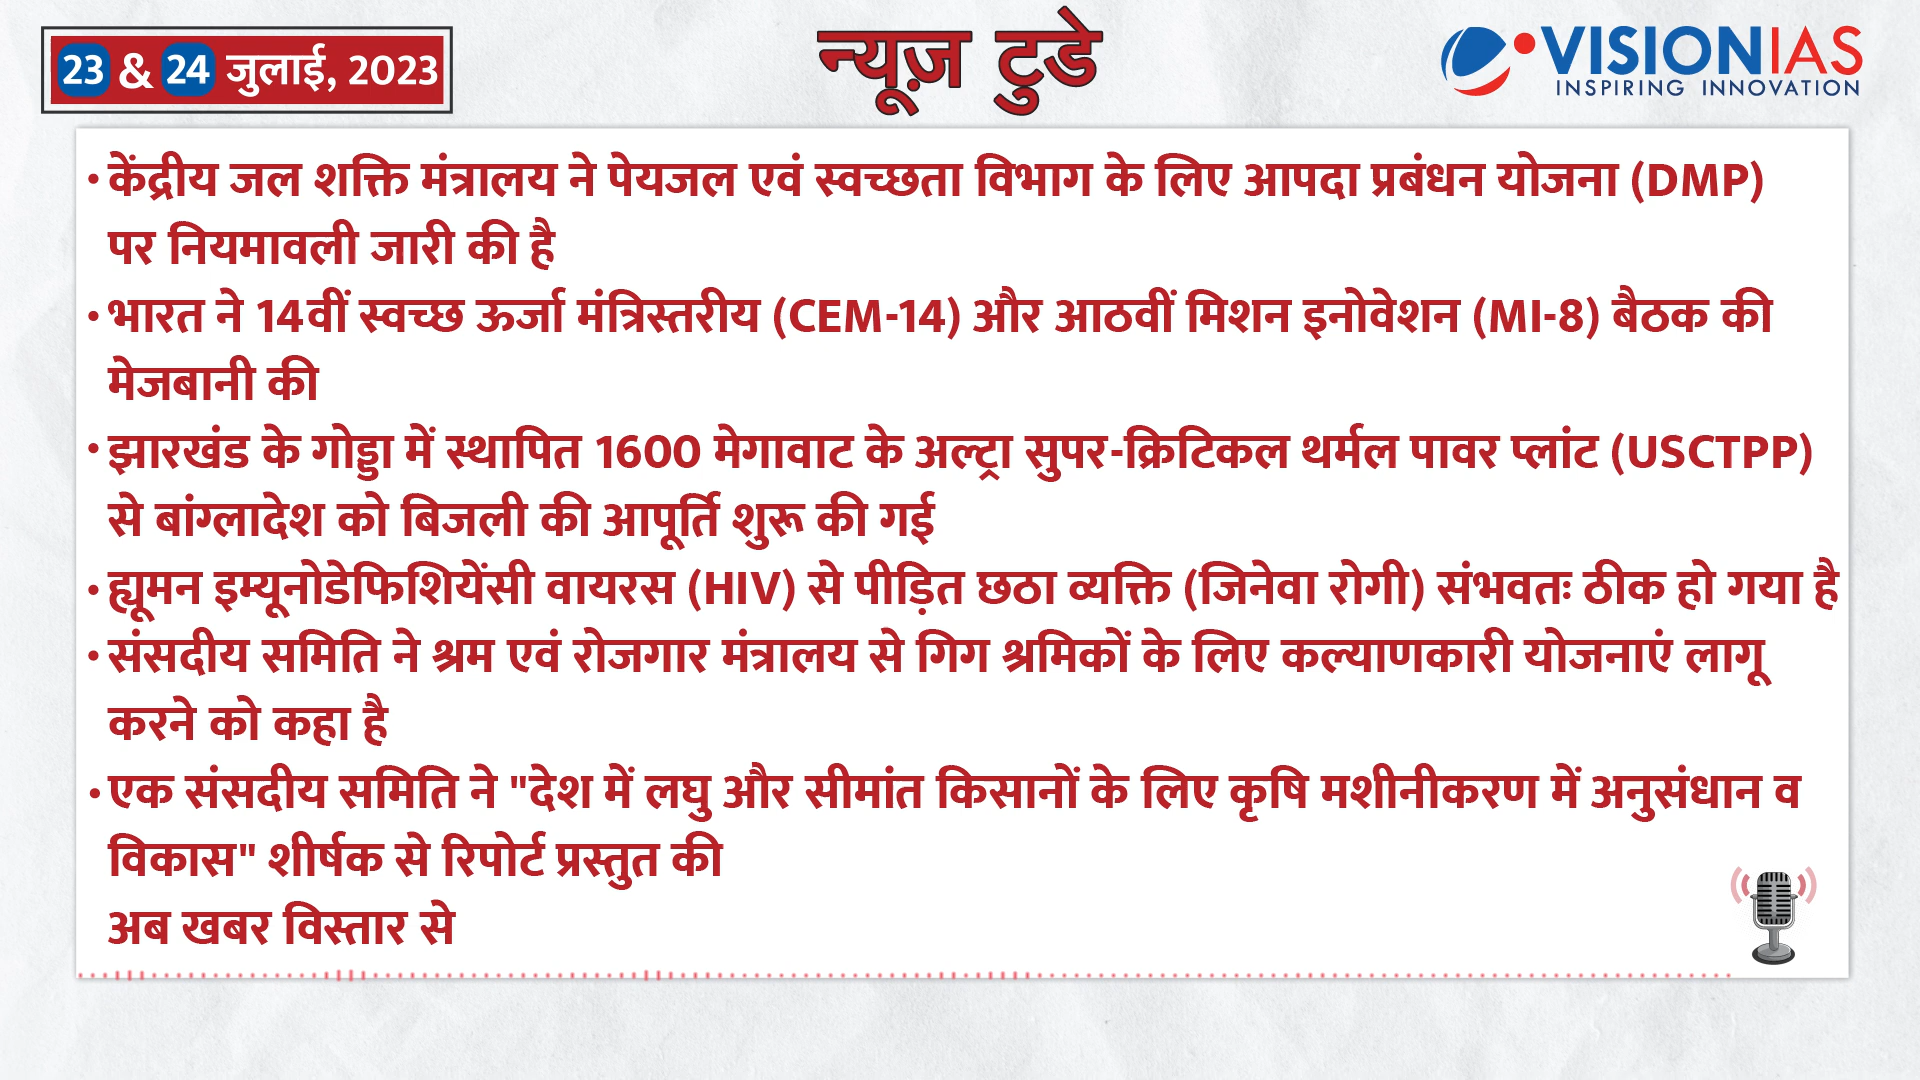 23 & 24 जुलाई, 2023
न्यूज़ टुडे
VISIONIAS
INSPIRING INNOVATION
• केंद्रीय जल शक्ति मंत्रालय ने पेयजल एवं स्वच्छता विभाग के लिए आपदा प्रबंधन योजना (DMP)
पर नियमावली जारी की है
• भारत ने 14वीं स्वच्छ ऊर्जा मंत्रिस्तरीय (CEM-14) और आठवीं मिशन इनोवेशन (MI-8) बैठक की
मेजबानी की
• झारखंड के गोड्डा में स्थापित 1600 मेगावाट के अल्ट्रा सुपर-क्रिटिकल थर्मल पावर प्लांट (USCTPP)
से बांग्लादेश को बिजली की आपूर्ति शुरू की गई
• ह्यूमन इम्यूनोडेफिशियेंसी वायरस (HIV) से पीड़ित छठा व्यक्ति (जिनेवा रोगी) संभवतः ठीक हो गया है
• संसदीय समिति ने श्रम एवं रोजगार मंत्रालय से गिग श्रमिकों के लिए कल्याणकारी योजनाएं लागू
करने को कहा है
• एक संसदीय समिति ने "देश में लघु और सीमांत किसानों के लिए कृषि मशीनीकरण में अनुसंधान व
विकास" शीर्षक से रिपोर्ट प्रस्तुत की
अब खबर विस्तार से